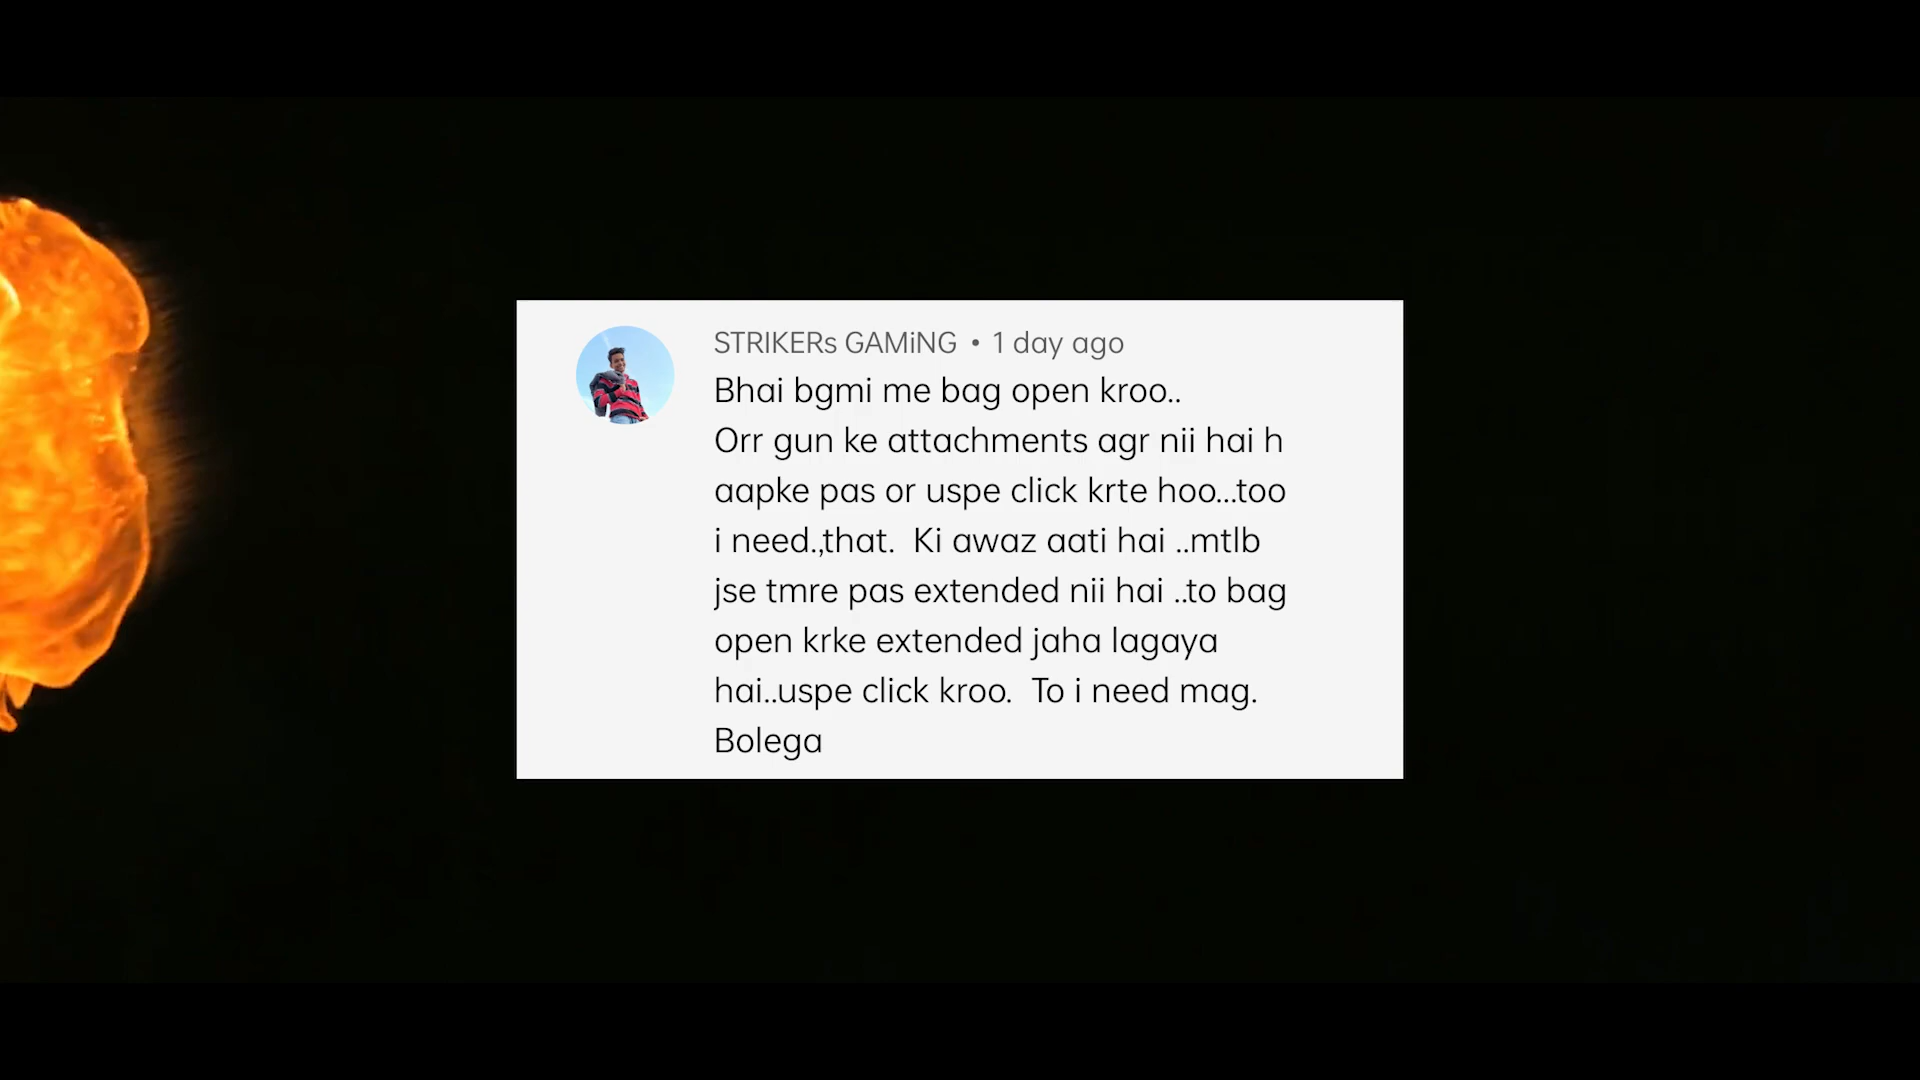 STRIKERs GAMiNG • 1 day ago
Bhai bgmi me bag open kroo..
Orr gun ke attachments agr nii hai h
aapke pas or uspe click krte hoo...too
i need.,that.  Ki awaz aati hai ..mtlb
jse tmre pas extended nii hai ..to bag
open krke extended jaha lagaya
hai..uspe click kroo.  To i need mag.
Bolega